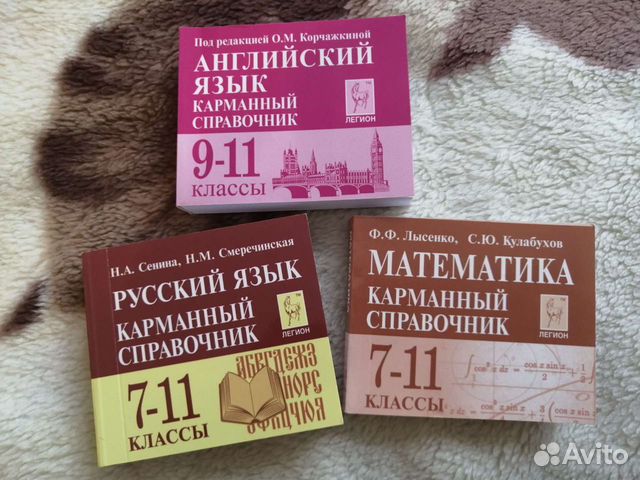 Под редакцией О.М. Корчажкиной
АНГЛИЙСКИЙ
ЯЗЫК
КАРМАННЫЙ
СПРАВОЧНИК
ЛЕГИОН
9-11
КЛАССЫ
Н.А. Сенина, Н.М. Смеречинская
РУССКИЙ ЯЗЫК
КАРМАННЫЙ
СПРАВОЧНИК
ЛЕГИОН
7-11
КЛАССЫ
Ф.Ф. Лысенко, С.Ю. Кулабухов
МАТЕМАТИКА
КАРМАННЫЙ
СПРАВОЧНИК
ЛЕГИОН
7-11
КЛАССЫ
Avito